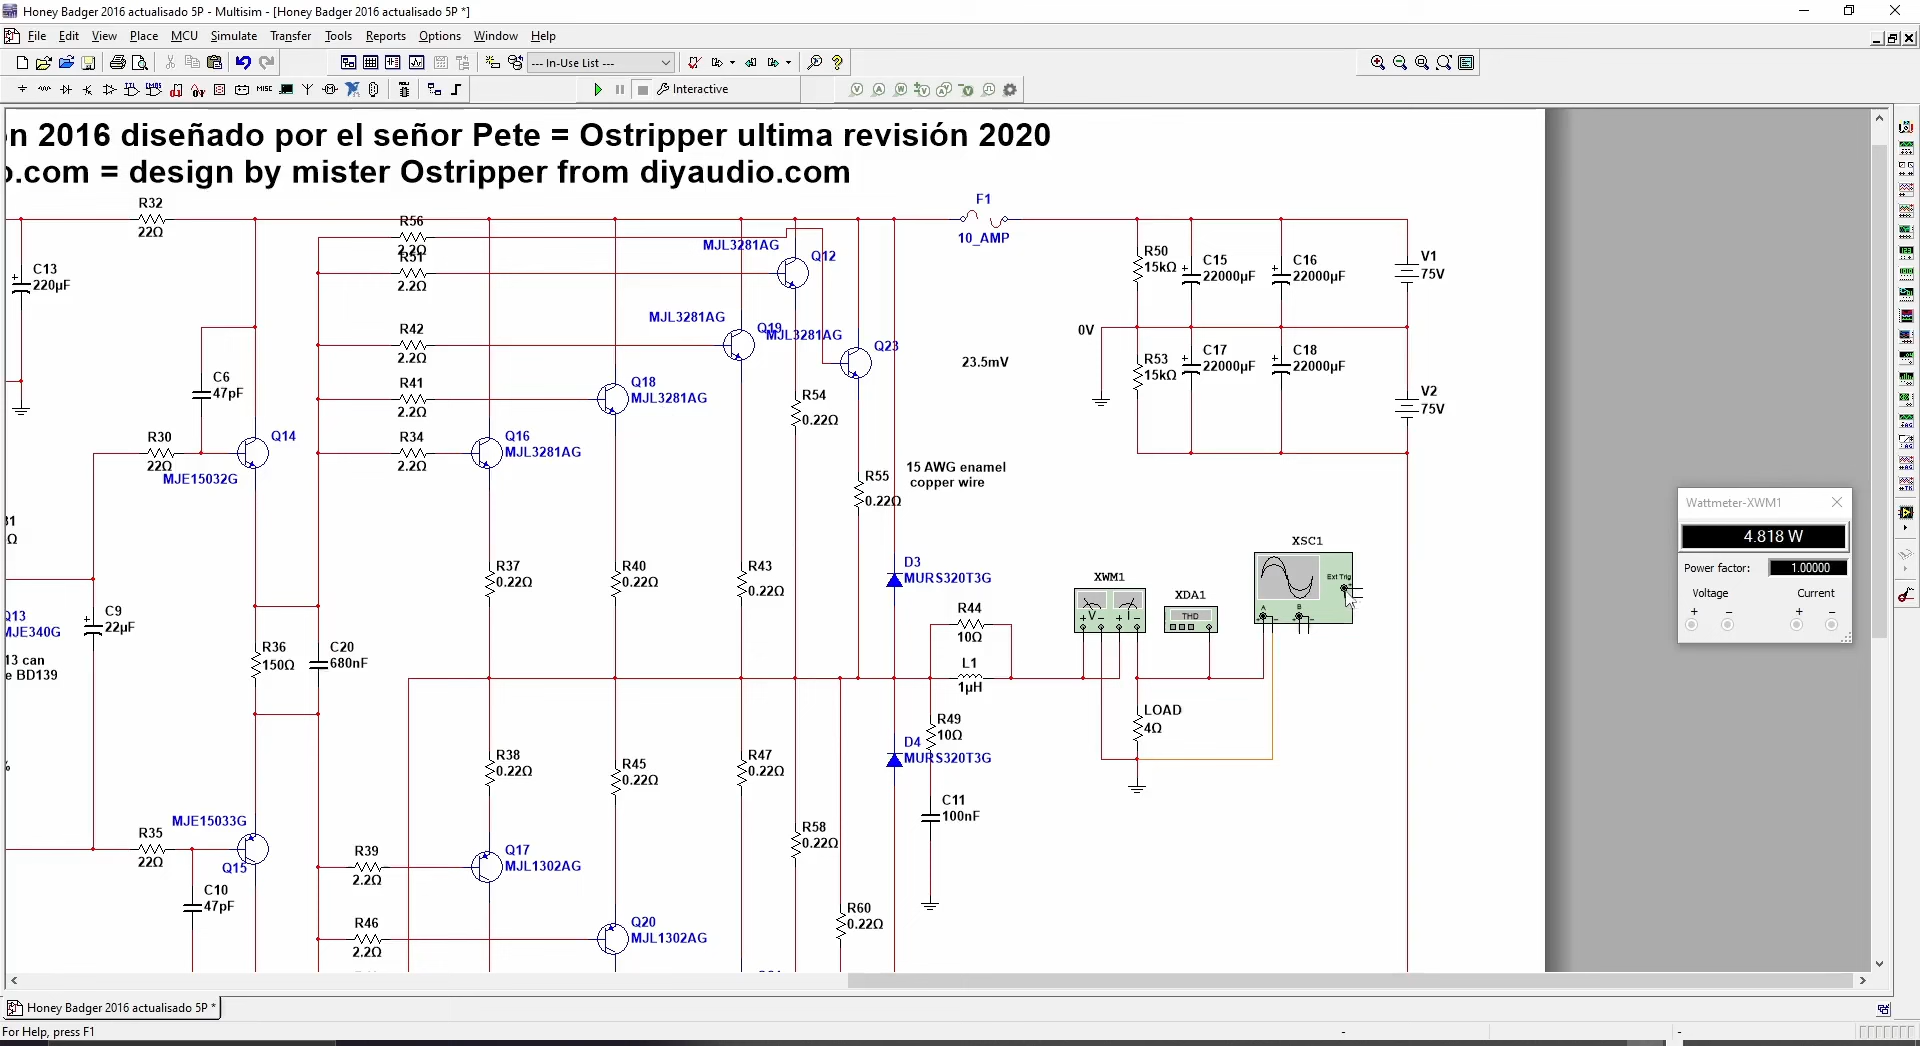 Honey Badger 2016 actualisado 5P - Multisim - [Honey Badger 2016 actualisado 5P *]
File Edit View Place MCU Simulate Transfer Tools Reports Options Window Help
--- In-Use List ---
Interactive
n 2016 diseñado por el señor Pete = Ostripper ultima revisión 2020
o.com = design by mister Ostripper from diyaudio.com
R32
22Ω
C13
220µF
C6
47pF
R30
22Ω
MJE15032G
Q14
R56
2.2Ω
R51
2.2Ω
R42
2.2Ω
R41
2.2Ω
R34
2.2Ω
Q16
MJL3281AG
Q18
MJL3281AG
MJL3281AG
Q19
MJL3281AG
Q12
MJL3281AG
Q23
F1
10_AMP
R50
15kΩ
C15
22000µF
C16
22000µF
V1
75V
0V
R53
15kΩ
C17
22000µF
C18
22000µF
V2
75V
23.5mV
R54
0.22Ω
R55
0.22Ω
15 AWG enamel
copper wire
31
Ω
Q13
MJE340G
13 can
e BD139
%
C9
22µF
R36
150Ω
C20
680nF
R37
0.22Ω
R40
0.22Ω
R43
0.22Ω
D3
MURS320T3G
R44
10Ω
L1
1µH
XWM1
V
I
XDA1
THD
XSC1
Ext Trig
A
B
LOAD
4Ω
R49
10Ω
D4
MURS320T3G
C11
100nF
R38
0.22Ω
R45
0.22Ω
R47
0.22Ω
R58
0.22Ω
R60
0.22Ω
MJE15033G
R35
22Ω
Q15
C10
47pF
R39
2.2Ω
Q17
MJL1302AG
R46
2.2Ω
Q20
MJL1302AG
Wattmeter-XWM1
4.818 W
Power factor: 1.00000
Voltage Current
+ − + −
Honey Badger 2016 actualisado 5P *
For Help, press F1